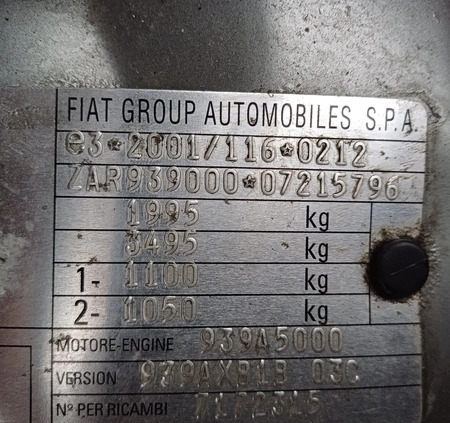 FIAT GROUP AUTOMOBILES S.P.A.
e3*2001/116*0212
ZAR939000*07215796
1995 kg
3495 kg
1- 1100 kg
2- 1050 kg
MOTORE-ENGINE 939A5000
VERSION 939AXB1B 03C
N° PER RICAMBI 7172315